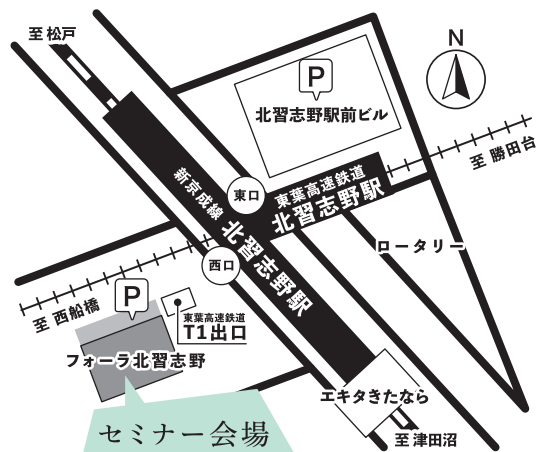 至 松戸
N
P
北習志野駅前ビル
至 勝田台
新京成線
北習志野駅
東口
東葉高速鉄道
北習志野駅
ロータリー
西口
至 西船橋
P
東葉高速鉄道
T1出口
フォーラ北習志野
エキタきたなら
セミナー会場
至 津田沼